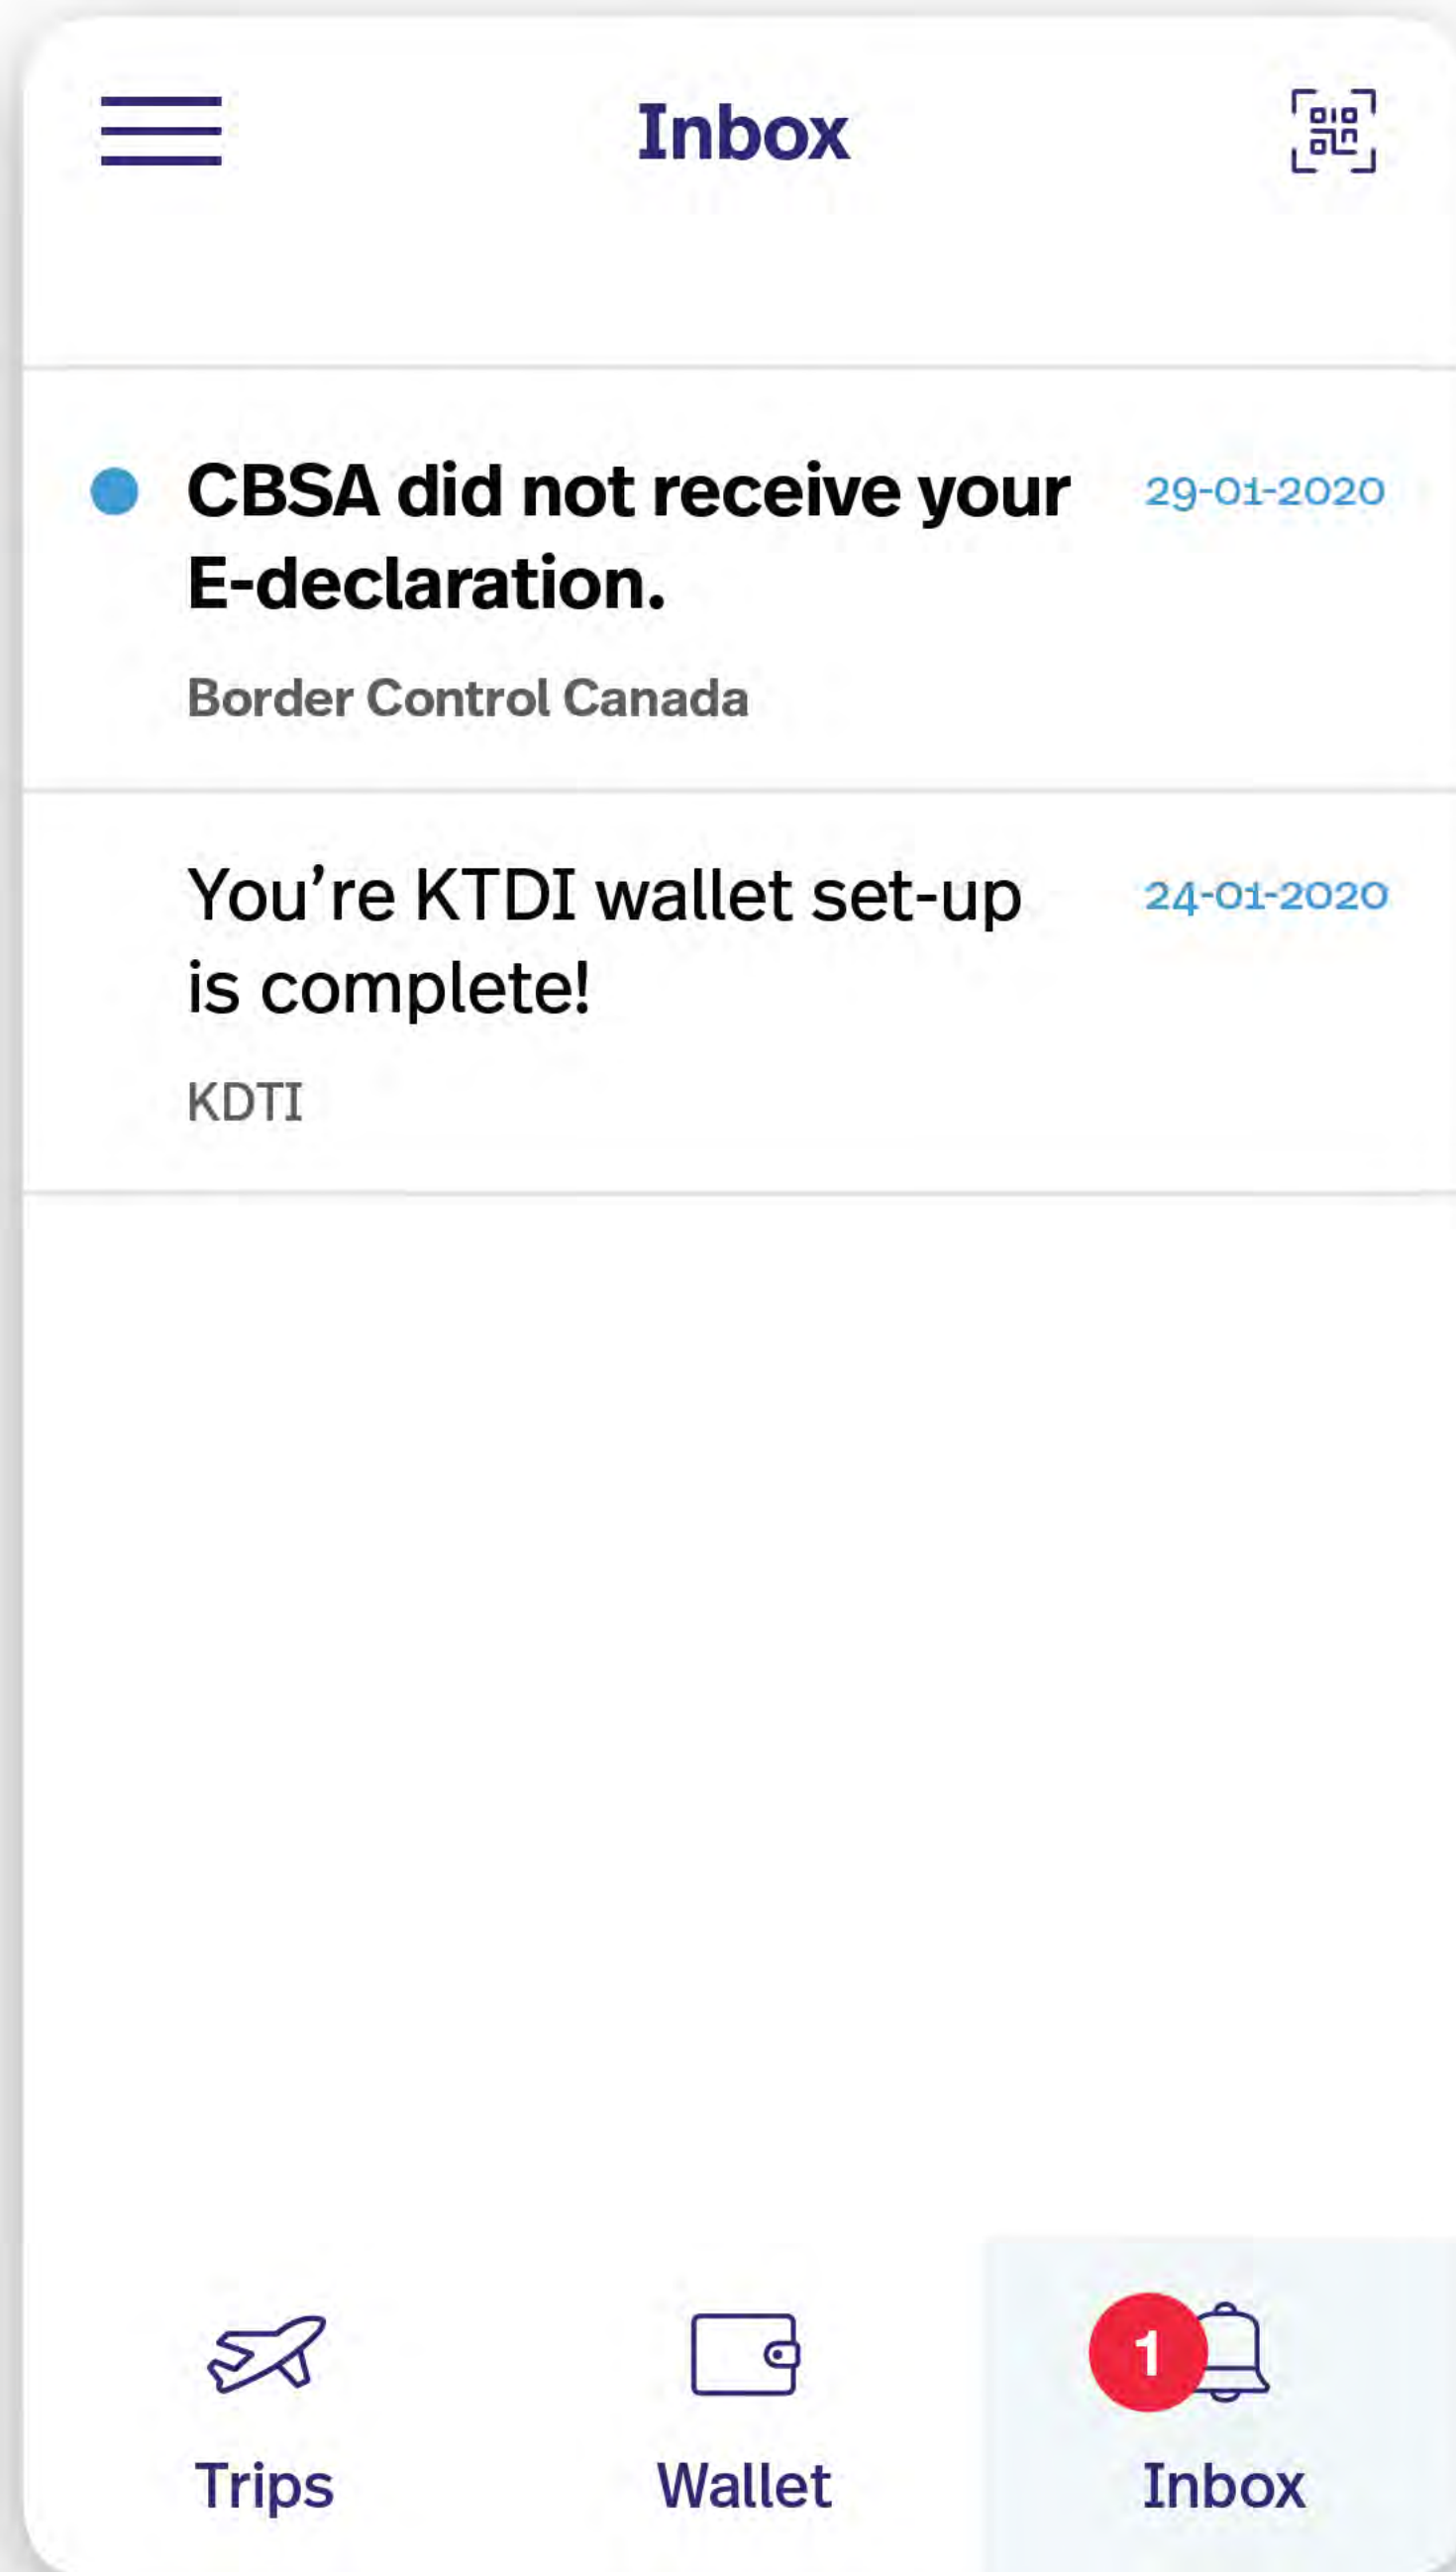 Inbox
CBSA did not receive your
29-01-2020
E-declaration.
Border Control Canada
You’re KTDI wallet set-up
24-01-2020
is complete!
KDTI
1
Trips
Wallet
Inbox